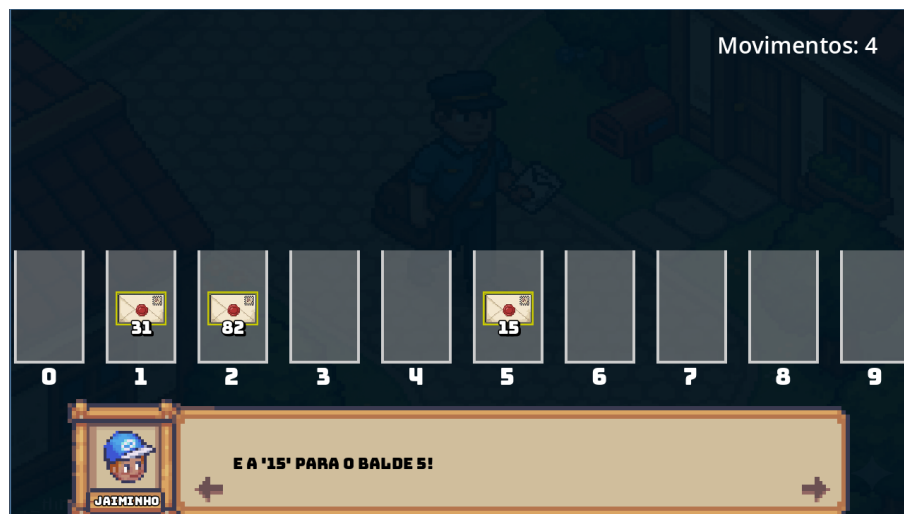 Movimentos: 4
31
82
15
0 1 2 3 4 5 6 7 8 9
E A '15' PARA O BALDE 5!
JAIMINHO